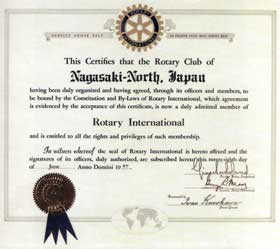 SERVICE ABOVE SELF
ROTARY
INTERNATIONAL
HE PROFITS MOST WHO SERVES BEST
This Certifies that the Rotary Club of
Nagasaki-North, Japan
having been duly organized and having agreed, through its officers and members, to
be bound by the Constitution and By-Laws of Rotary International, which agreement
is evidenced by the acceptance of this certificate, is now a duly admitted member of
Rotary International
and is entitled to all the rights and privileges of such membership.
In witness whereof the seal of Rotary International is hereto affixed and the
signatures of its officers, duly authorized, are subscribed hereto this day
of June Anno Domini 1957.